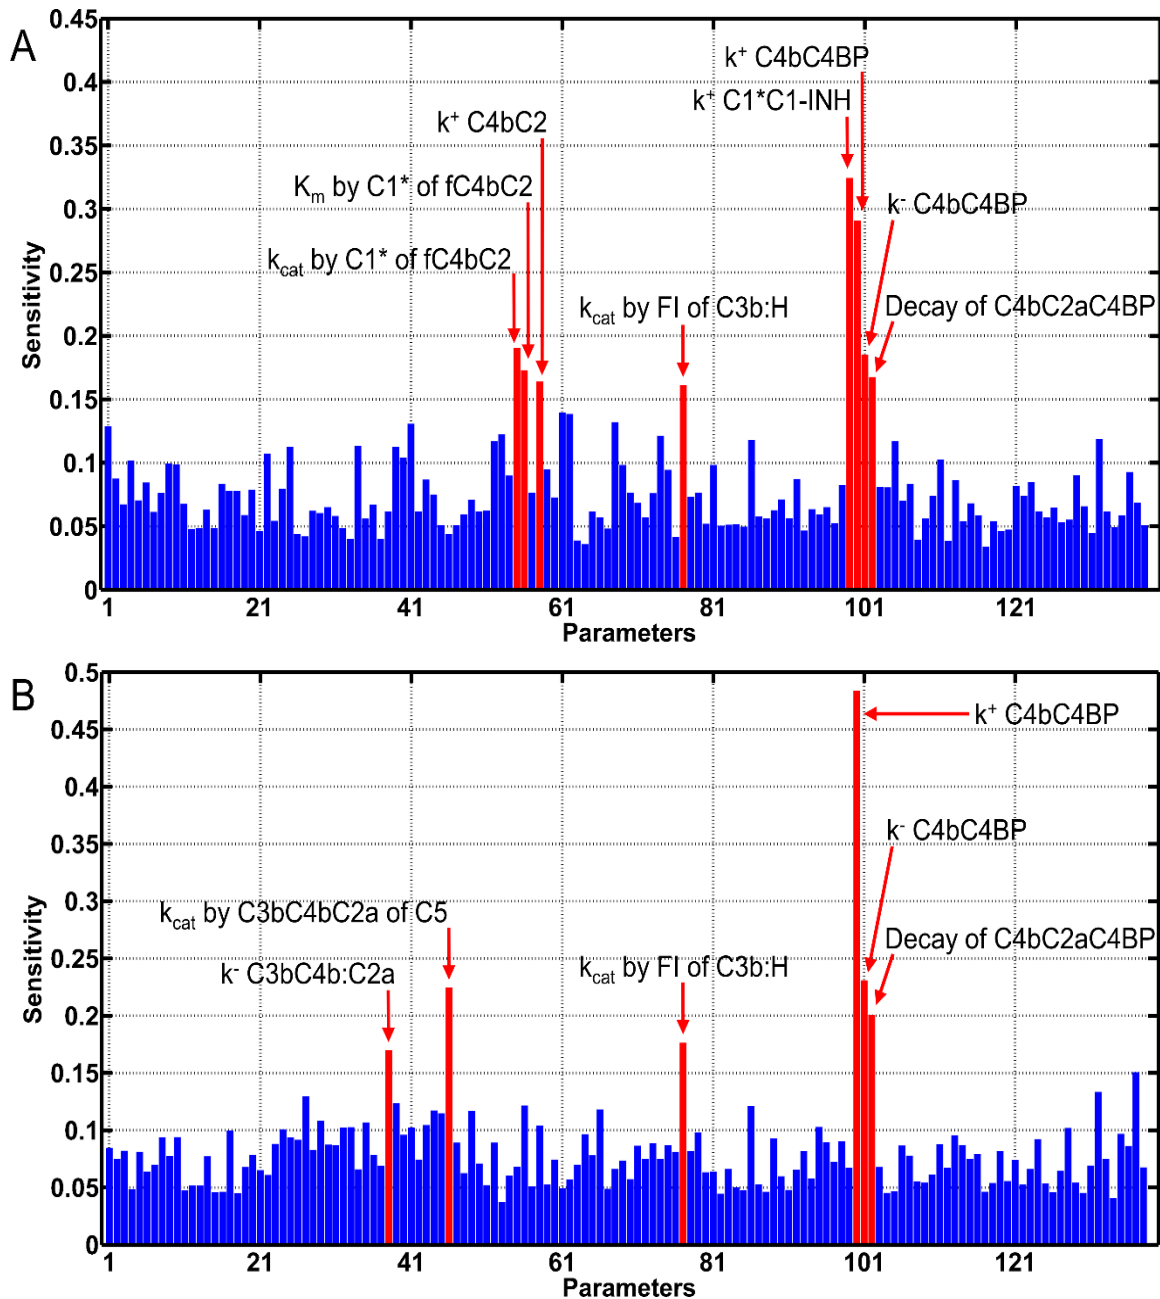 A
0.45
0.4
0.35
0.3
0.25
0.2
0.15
0.1
0.05
0
Sensitivity
k⁺ C4bC4BP
k⁺ C1*C1-INH
k⁺ C4bC2
Kₘ by C1* of fC4bC2
k⁻ C4bC4BP
k_cat by C1* of fC4bC2
k_cat by FI of C3b:H
Decay of C4bC2aC4BP
1 21 41 61 81 101 121
Parameters
B
0.5
0.45
0.4
0.35
0.3
0.25
0.2
0.15
0.1
0.05
0
Sensitivity
k⁺ C4bC4BP
k⁻ C4bC4BP
k_cat by C3bC4bC2a of C5
Decay of C4bC2aC4BP
k⁻ C3bC4b:C2a
k_cat by FI of C3b:H
1 21 41 61 81 101 121
Parameters